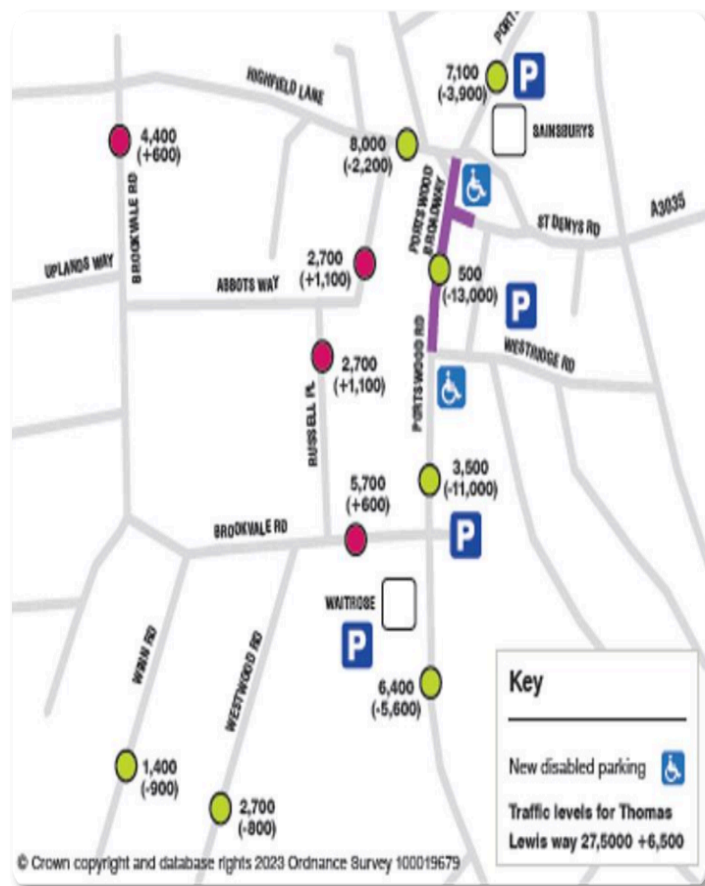 PORTS
7,100
(-3,900)
P
HIGHFIELD LANE
SAINSBURYS
4,400
(+600)
8,000
(-2,200)
BROOKVALE RD
PORTSWOOD
BROADWAY
ST DENYS RD
A3035
UPLANDS WAY
2,700
(+1,100)
ABBOTS WAY
500
(-13,000)
P
WESTRIDGE RD
PORTSWOOD RD
2,700
(+1,100)
RUSSELL PL
3,500
(-11,000)
5,700
(+600)
BROOKVALE RD
P
WAITROSE
P
WINN RD
WESTWOOD RD
6,400
(-5,600)
1,400
(-900)
2,700
(-800)
Key
New disabled parking
Traffic levels for Thomas
Lewis way 27,5000 +6,500
© Crown copyright and database rights 2023 Ordnance Survey 100019679